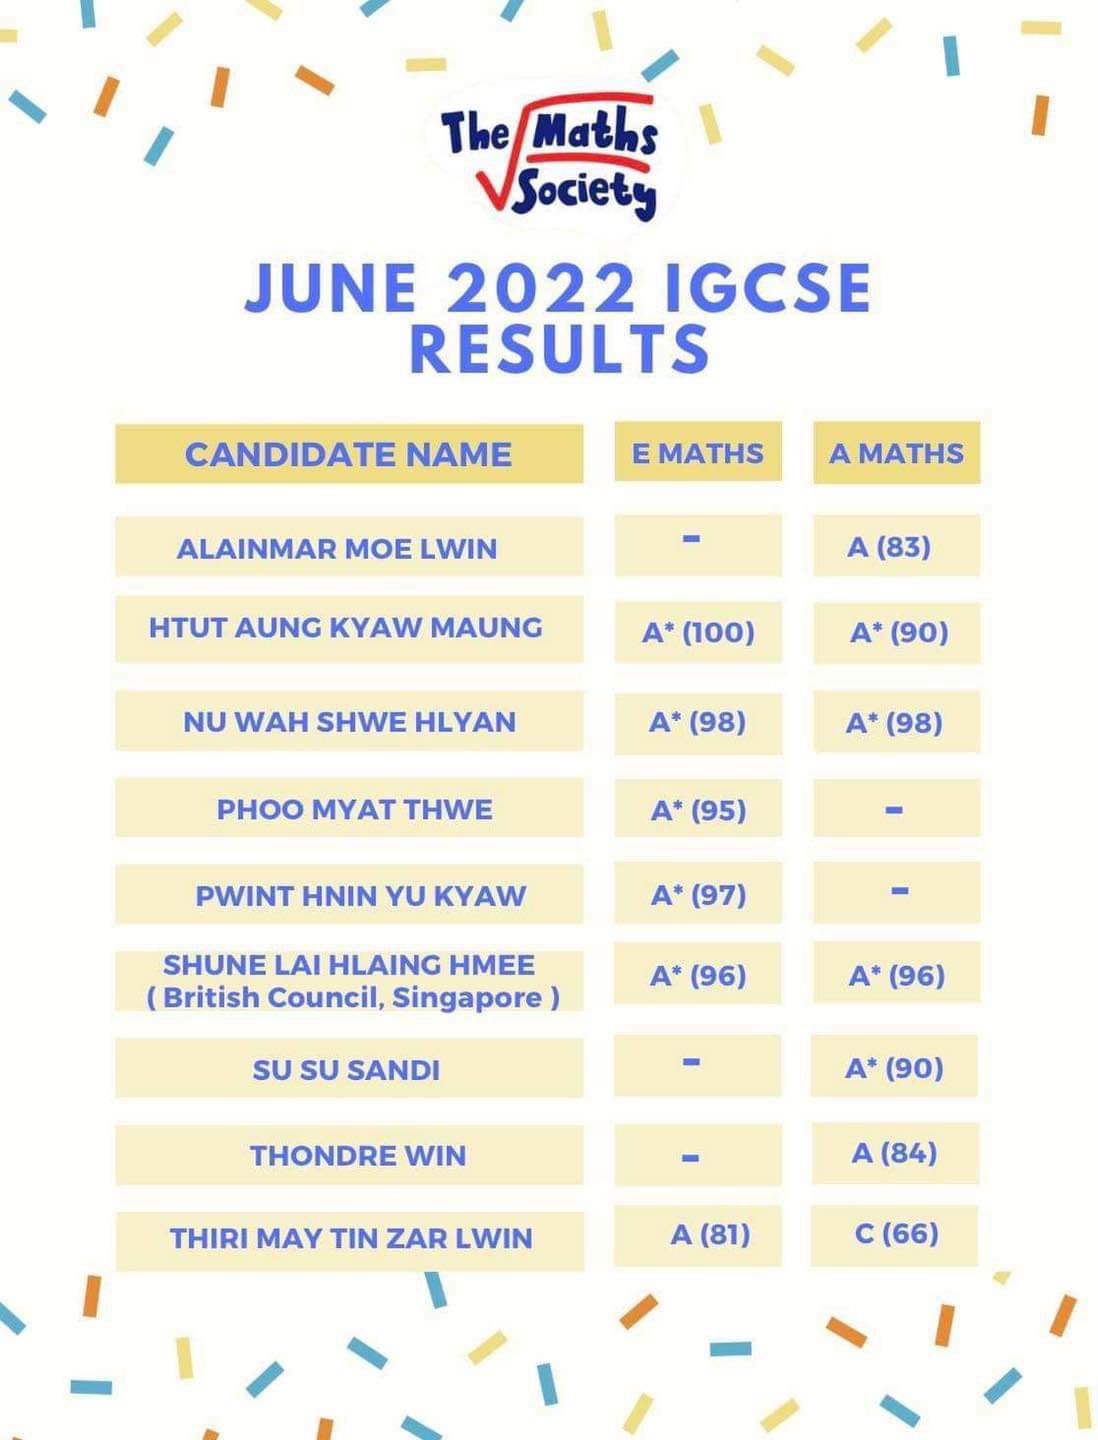 The Maths
Society
JUNE 2022 IGCSE
RESULTS
CANDIDATE NAME E MATHS A MATHS
ALAINMAR MOE LWIN - A (83)
HTUT AUNG KYAW MAUNG A* (100) A* (90)
NU WAH SHWE HLYAN A* (98) A* (98)
PHOO MYAT THWE A* (95) -
PWINT HNIN YU KYAW A* (97) -
SHUNE LAI HLAING HMEE A* (96) A* (96)
( British Council, Singapore )
SU SU SANDI - A* (90)
THONDRE WIN - A (84)
THIRI MAY TIN ZAR LWIN A (81) C (66)